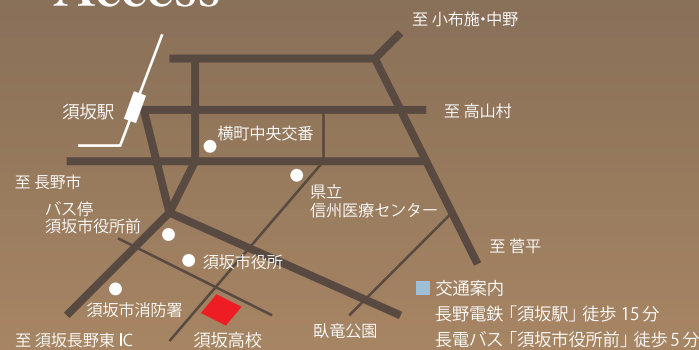 Access
至 小布施・中野
須坂駅
至 高山村
横町中央交番
至 長野市
県立
信州医療センター
バス停
須坂市役所前
至 菅平
須坂市役所
交通案内
須坂市消防署
長野電鉄「須坂駅」徒歩 15 分
至 須坂長野東 IC
須坂高校
臥竜公園
長電バス「須坂市役所前」徒歩 5 分